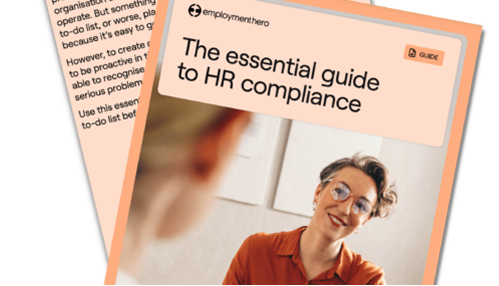 organisation
operate. But something
to-do list, or worse, pla
because it's easy to g
However, to create a
to be proactive in t
able to recognise
serious problem
Use this essen
to-do list bef
employmenthero
GUIDE
The essential guide
to HR compliance